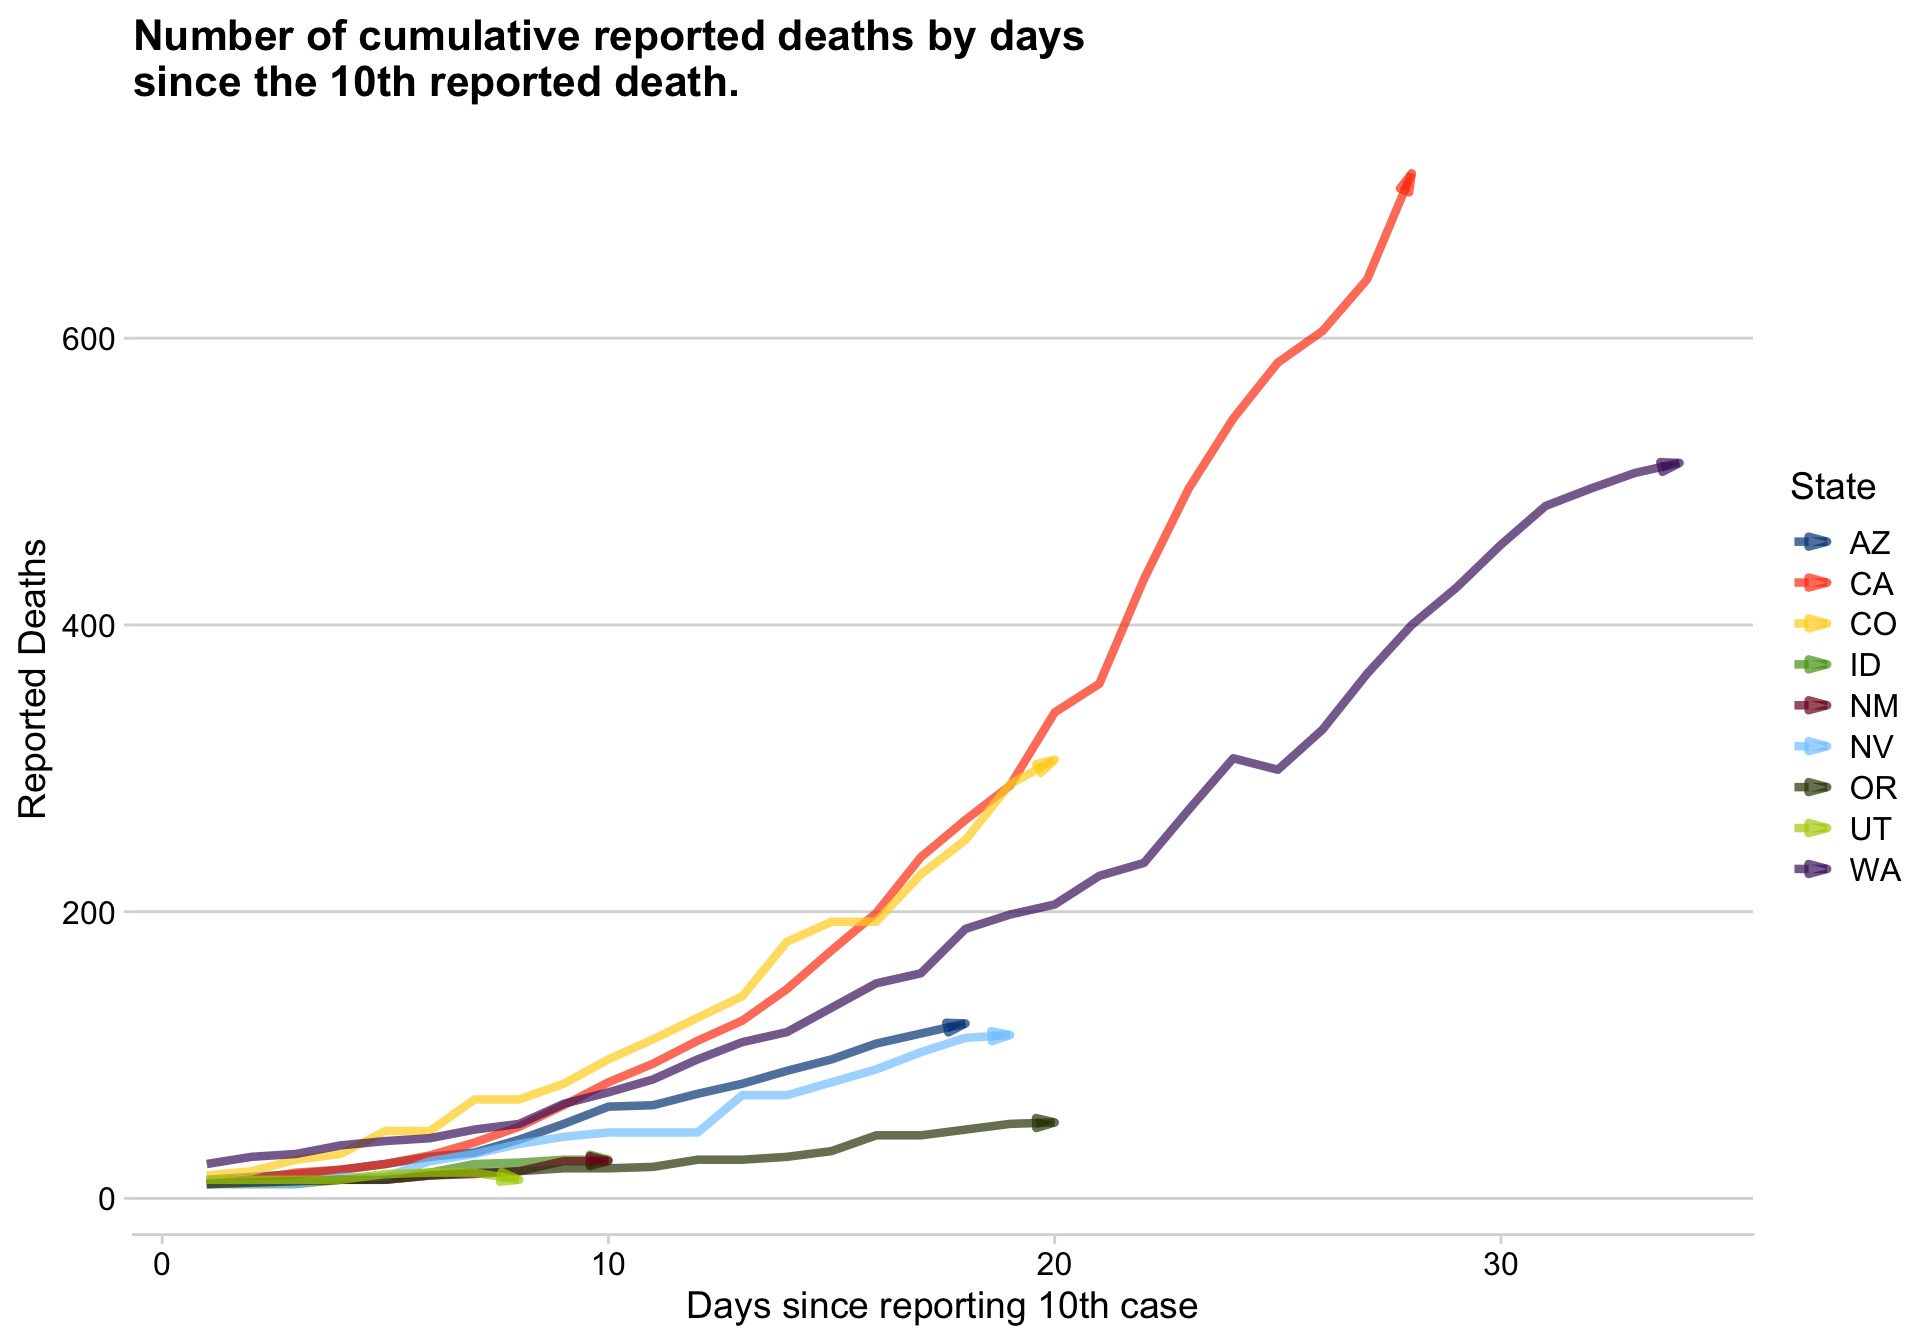 Number of cumulative reported deaths by days
since the 10th reported death.
600
400
200
0
Reported Deaths
0 10 20 30
Days since reporting 10th case
State
AZ
CA
CO
ID
NM
NV
OR
UT
WA